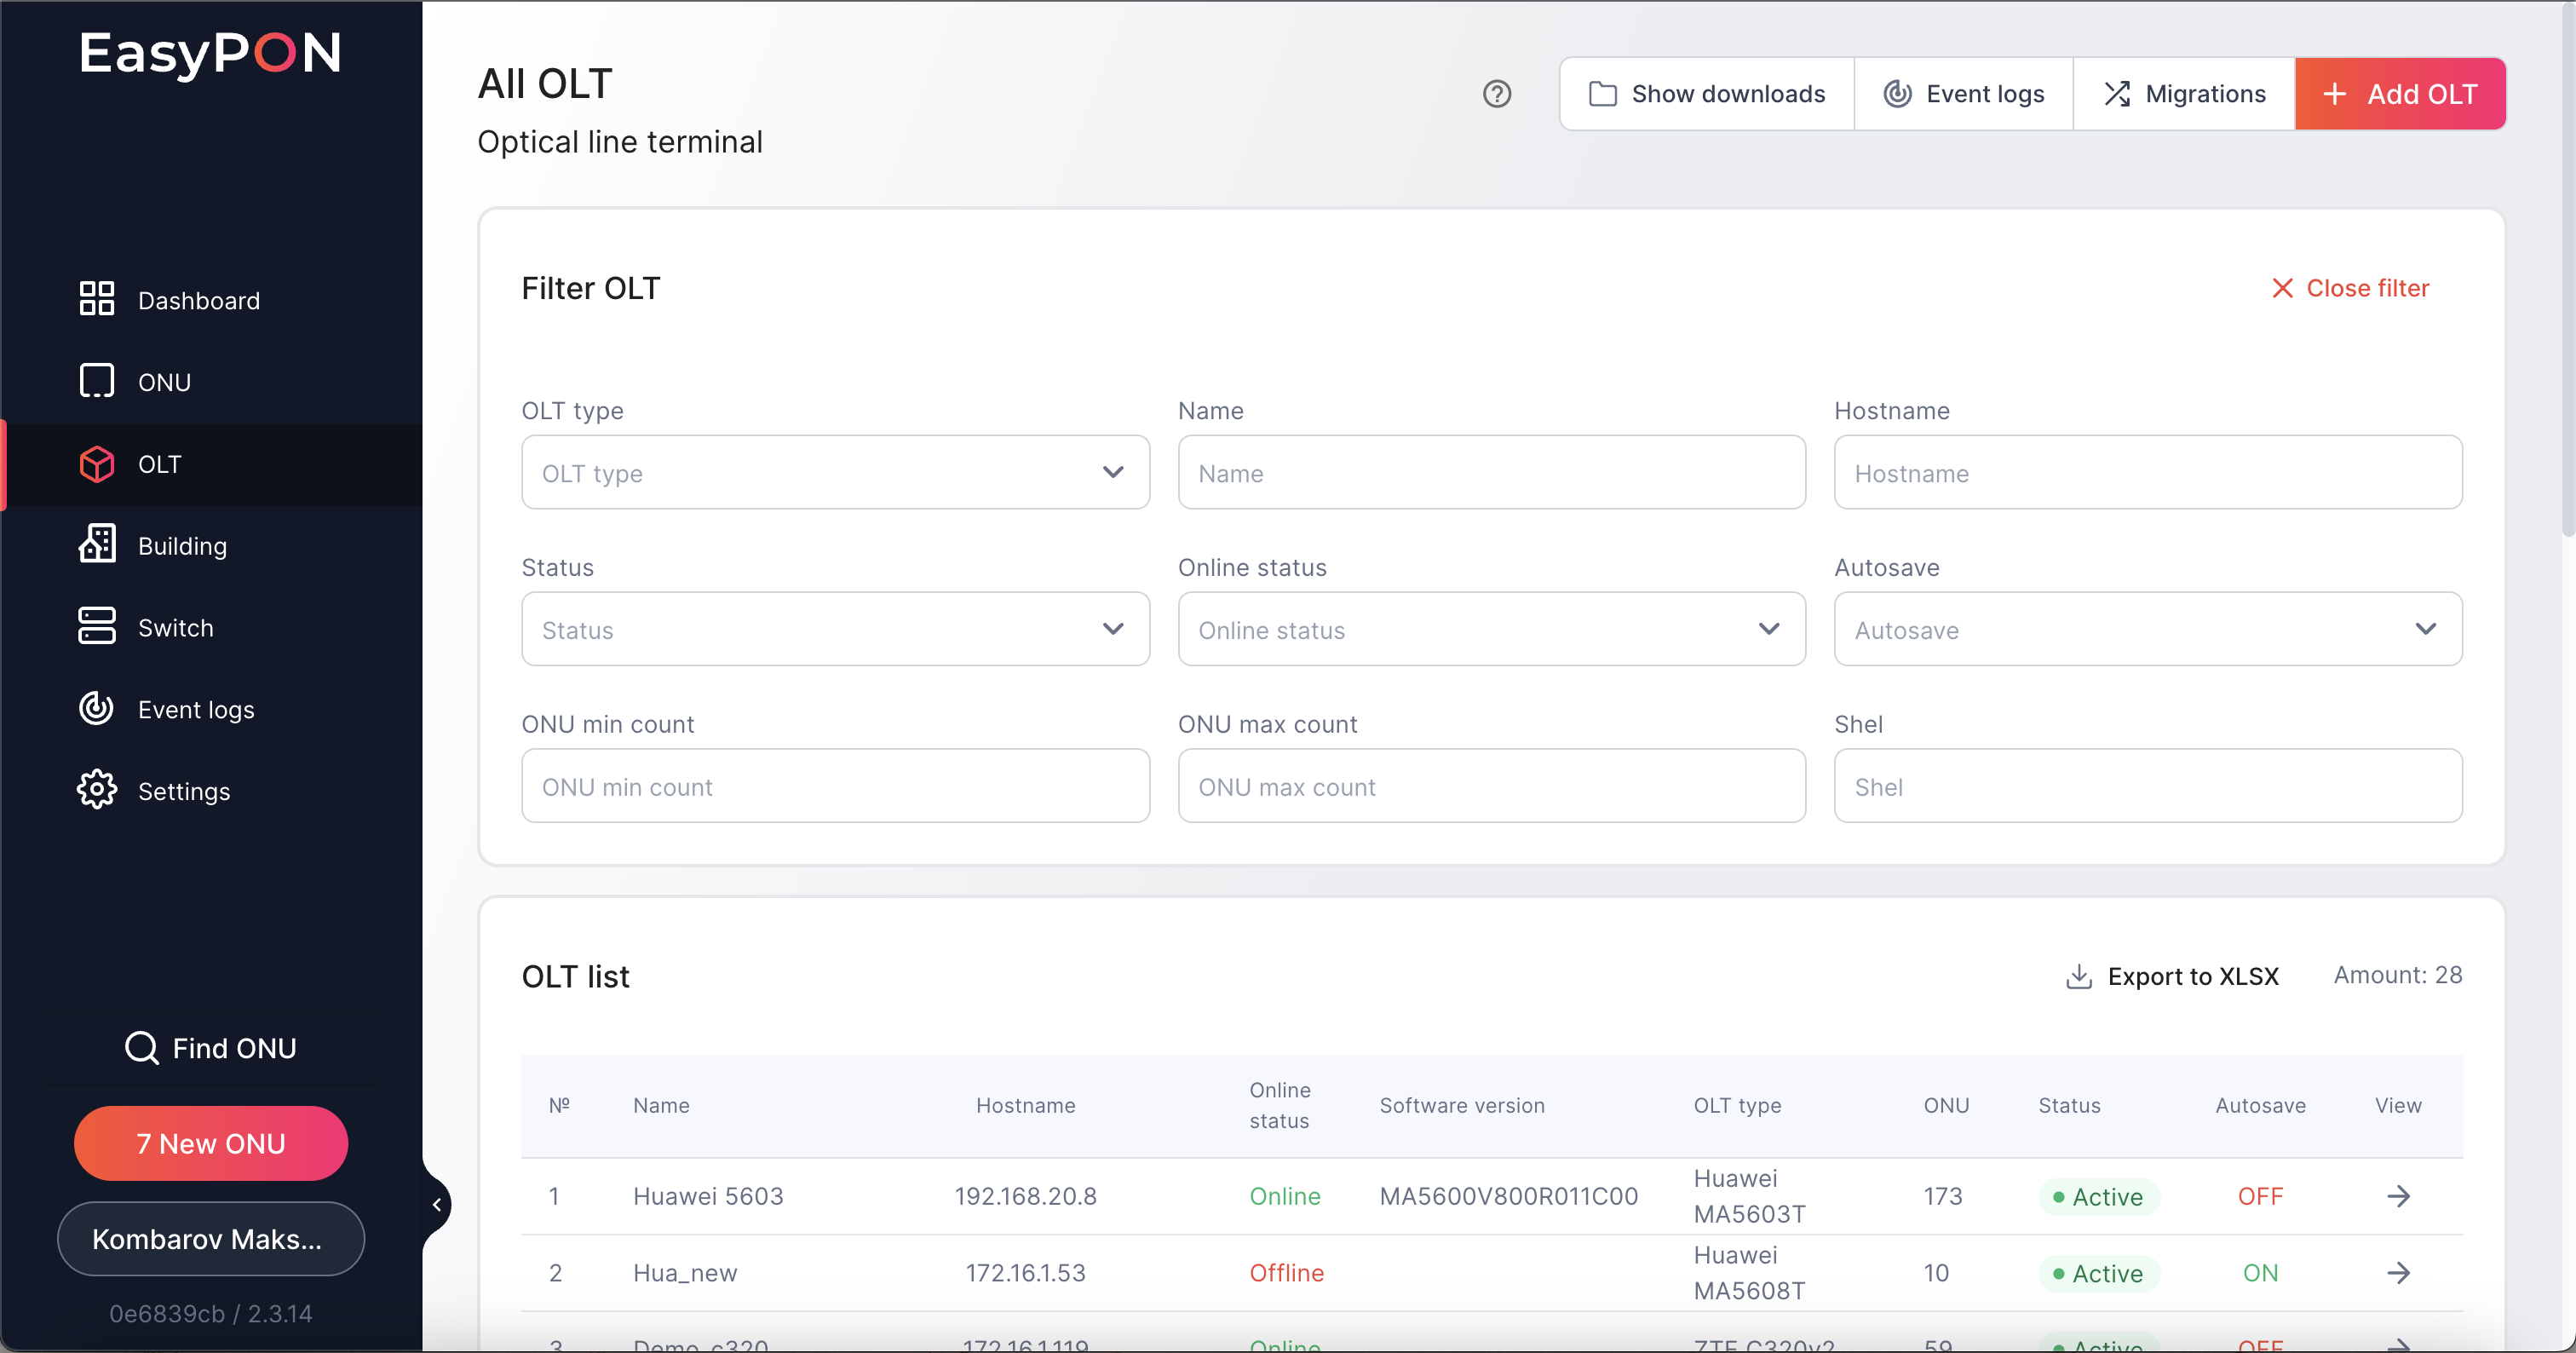 EasyPON
Dashboard
ONU
OLT
Building
Switch
Event logs
Settings
Find ONU
7 New ONU
Kombarov Maks...
0e6839cb / 2.3.14
All OLT
Optical line terminal
Show downloads
Event logs
Migrations
Add OLT
Filter OLT
Close filter
OLT type
Name
Hostname
OLT type
Name
Hostname
Status
Online status
Autosave
Status
Online status
Autosave
ONU min count
ONU max count
Shel
ONU min count
ONU max count
Shel
OLT list
Export to XLSX
Amount: 28
№ Name Hostname Online status Software version OLT type ONU Status Autosave View
1 Huawei 5603 192.168.20.8 Online MA5600V800R011C00 Huawei MA5603T 173 Active OFF
2 Hua_new 172.16.1.53 Offline Huawei MA5608T 10 Active ON
3 Demo_c320 172.16.1.119 Online ZTE C320v2 59 Active OFF